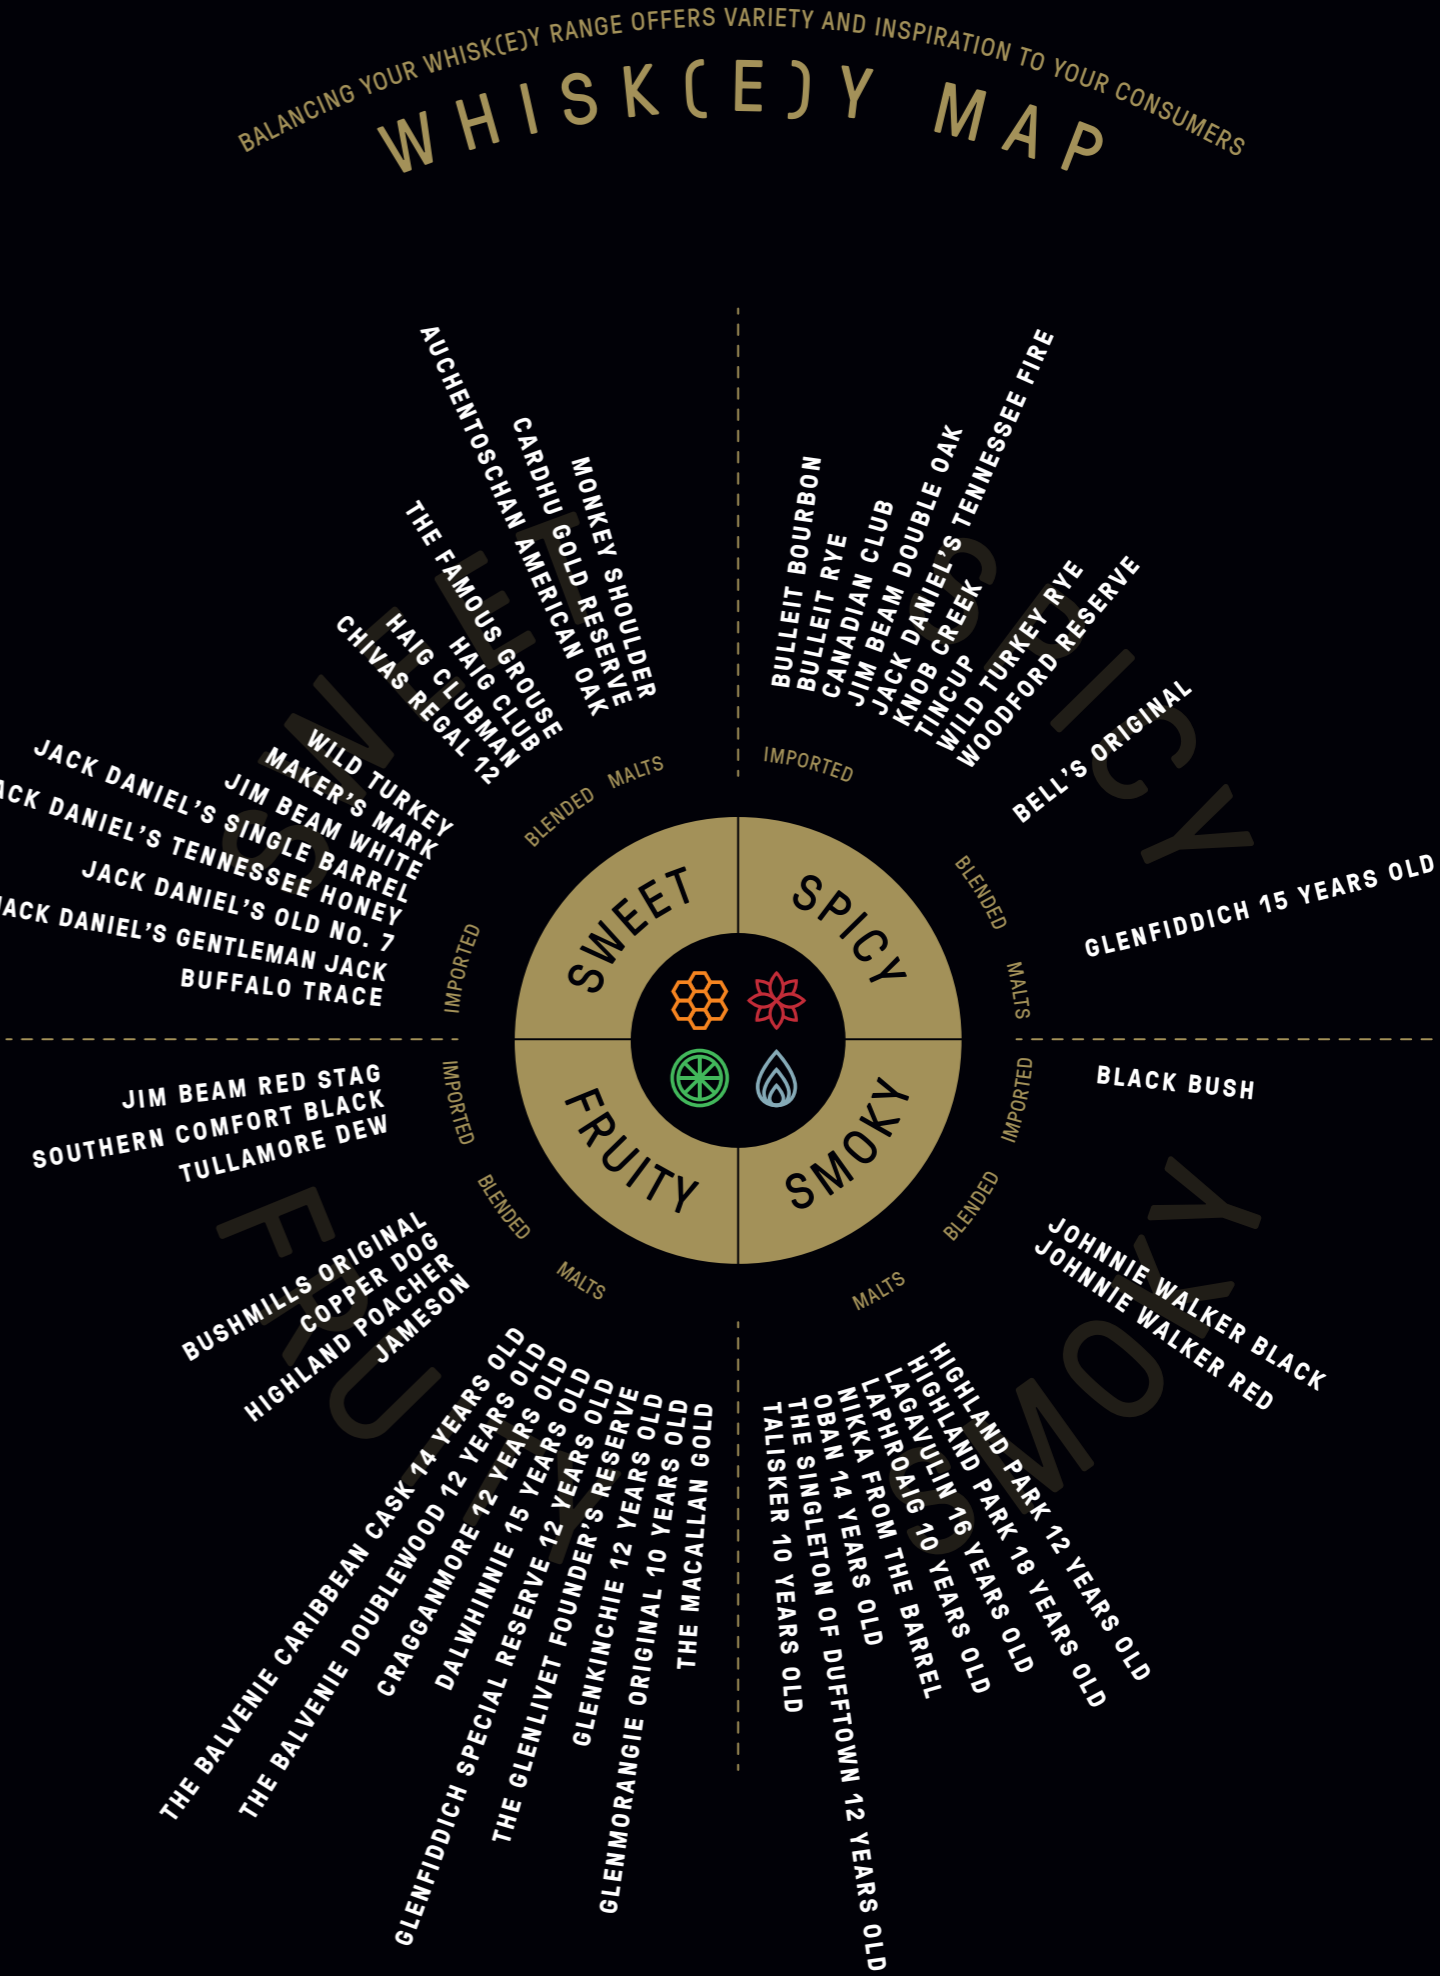 BALANCING YOUR WHISK(E)Y RANGE OFFERS VARIETY AND INSPIRATION TO YOUR CONSUMERS
WHISK(E)Y MAP
SWEET
SWEET
MALTS
MONKEY SHOULDER
CARDHU GOLD RESERVE
AUCHENTOSCHAN AMERICAN OAK
BLENDED
THE FAMOUS GROUSE
HAIG CLUB
HAIG CLUBMAN
CHIVAS REGAL 12
IMPORTED
WILD TURKEY
MAKER'S MARK
JIM BEAM WHITE
JACK DANIEL'S SINGLE BARREL
ACK DANIEL'S TENNESSEE HONEY
JACK DANIEL'S OLD NO. 7
JACK DANIEL'S GENTLEMAN JACK
BUFFALO TRACE
SPICY
SPICY
IMPORTED
BULLEIT BOURBON
BULLEIT RYE
CANADIAN CLUB
JIM BEAM DOUBLE OAK
JACK DANIEL'S TENNESSEE FIRE
KNOB CREEK
TINCUP
WILD TURKEY RYE
WOODFORD RESERVE
BLENDED
BELL'S ORIGINAL
MALTS
GLENFIDDICH 15 YEARS OLD
FRUITY
FRUITY
IMPORTED
JIM BEAM RED STAG
SOUTHERN COMFORT BLACK
TULLAMORE DEW
BLENDED
BUSHMILLS ORIGINAL
COPPER DOG
HIGHLAND POACHER
JAMESON
MALTS
THE BALVENIE CARIBBEAN CASK 14 YEARS OLD
THE BALVENIE DOUBLEWOOD 12 YEARS OLD
CRAGGANMORE 12 YEARS OLD
DALWHINNIE 15 YEARS OLD
GLENFIDDICH SPECIAL RESERVE 12 YEARS OLD
THE GLENLIVET FOUNDER'S RESERVE
GLENKINCHIE 12 YEARS OLD
GLENMORANGIE ORIGINAL 10 YEARS OLD
THE MACALLAN GOLD
SMOKY
SMOKY
IMPORTED
BLACK BUSH
BLENDED
JOHNNIE WALKER BLACK
JOHNNIE WALKER RED
MALTS
HIGHLAND PARK 12 YEARS OLD
HIGHLAND PARK 18 YEARS OLD
LAGAVULIN 16 YEARS OLD
LAPHROAIG 10 YEARS OLD
NIKKA FROM THE BARREL
OBAN 14 YEARS OLD
THE SINGLETON OF DUFFTOWN 12 YEARS OLD
TALISKER 10 YEARS OLD